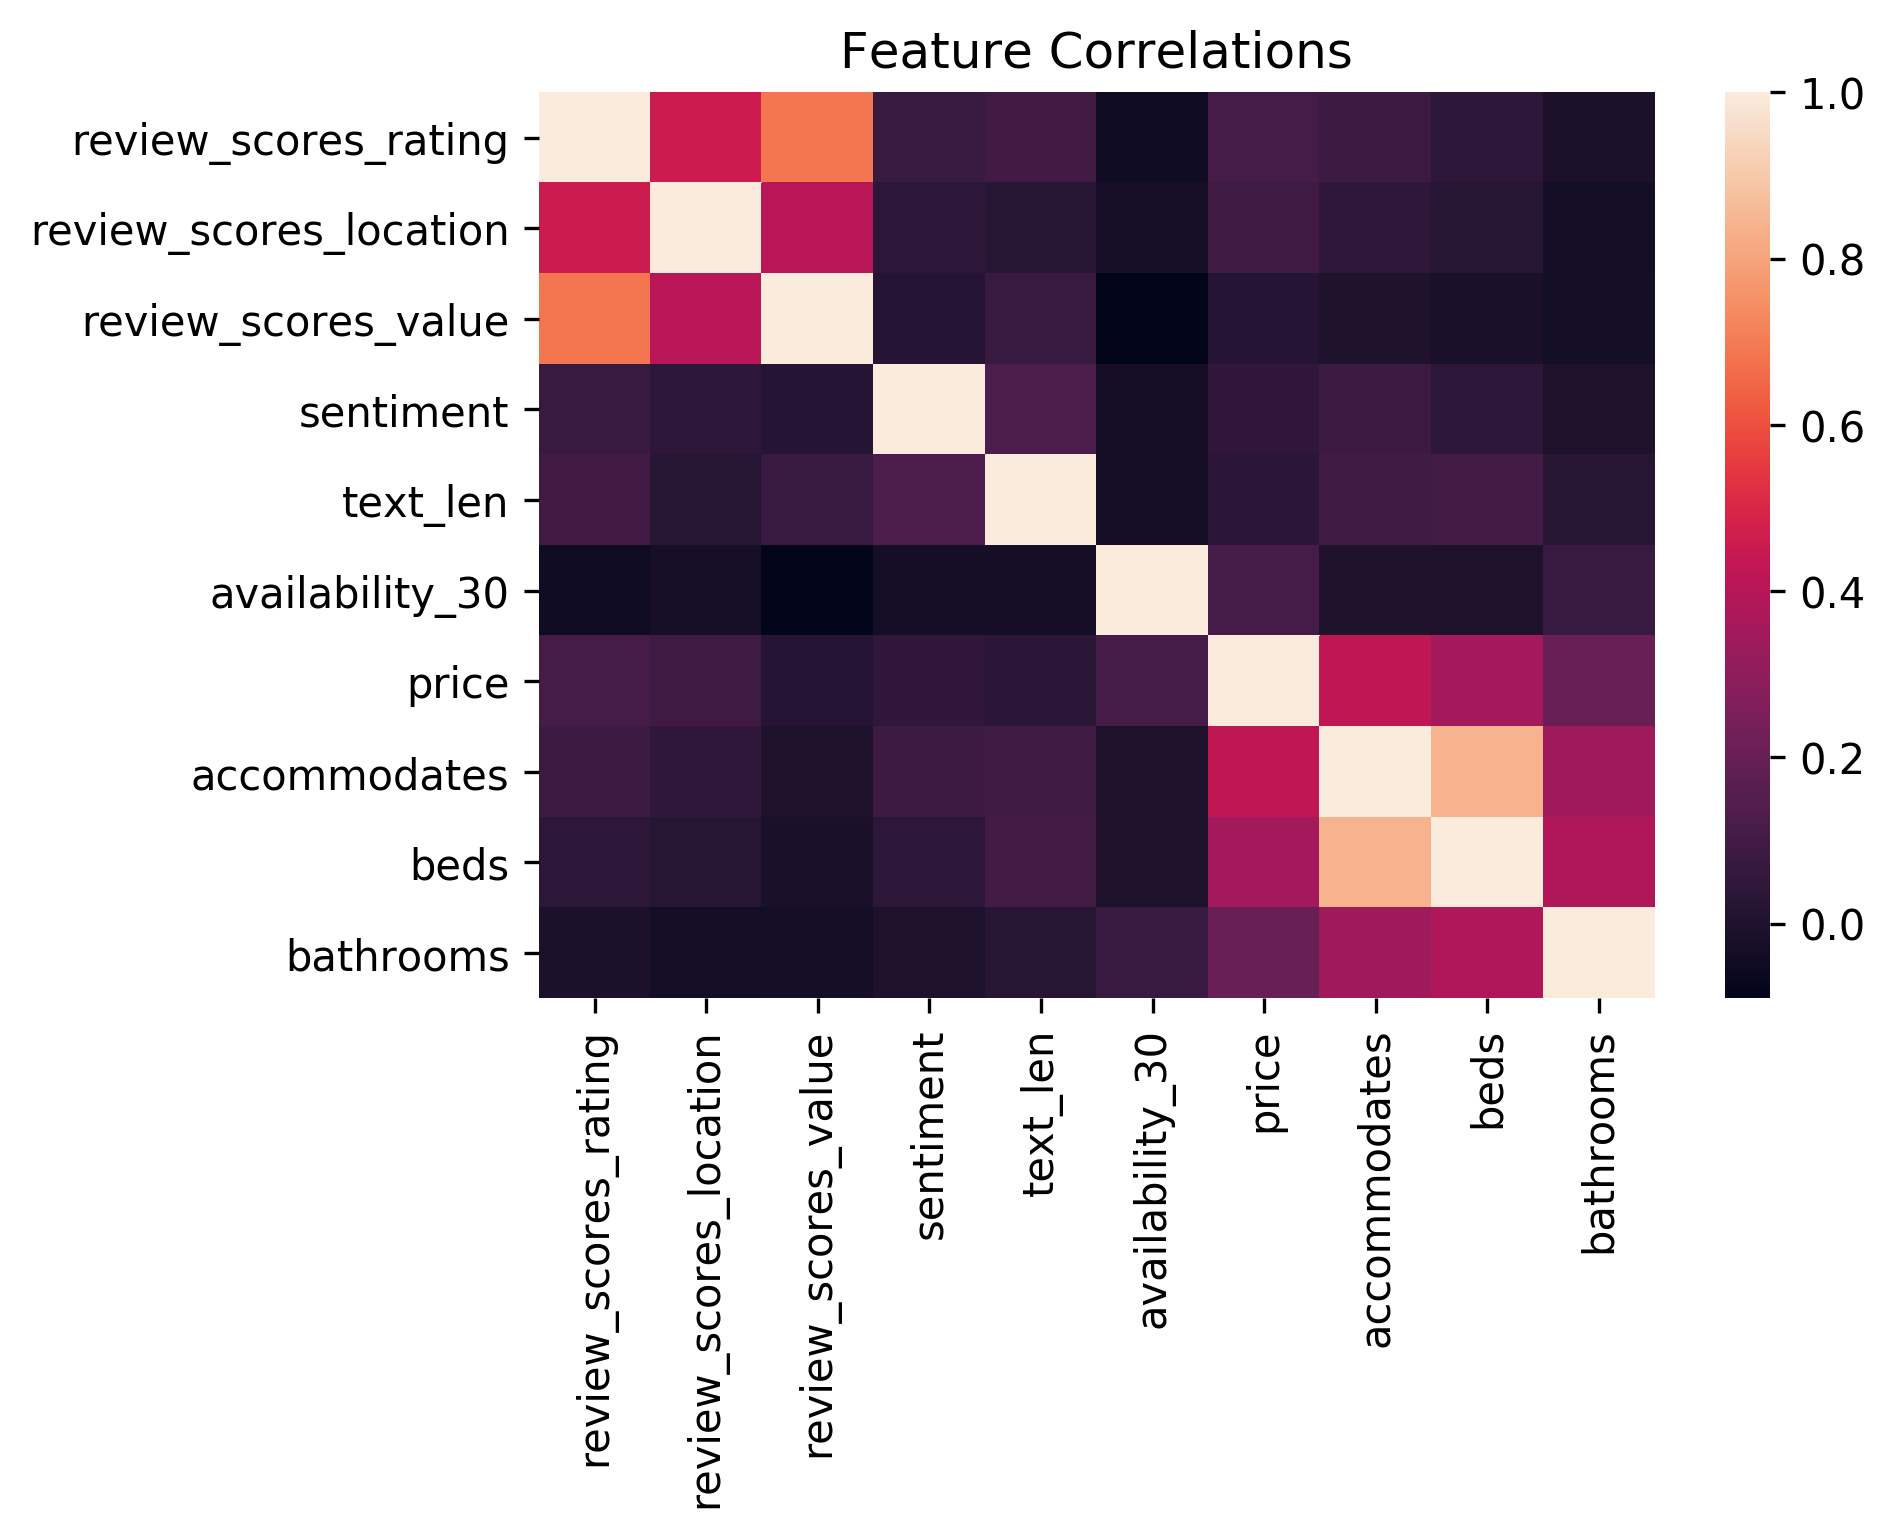 Feature Correlations
review_scores_rating
review_scores_location
review_scores_value
sentiment
text_len
availability_30
price
accommodates
beds
bathrooms
review_scores_rating
review_scores_location
review_scores_value
sentiment
text_len
availability_30
price
accommodates
beds
bathrooms
1.0
0.8
0.6
0.4
0.2
0.0